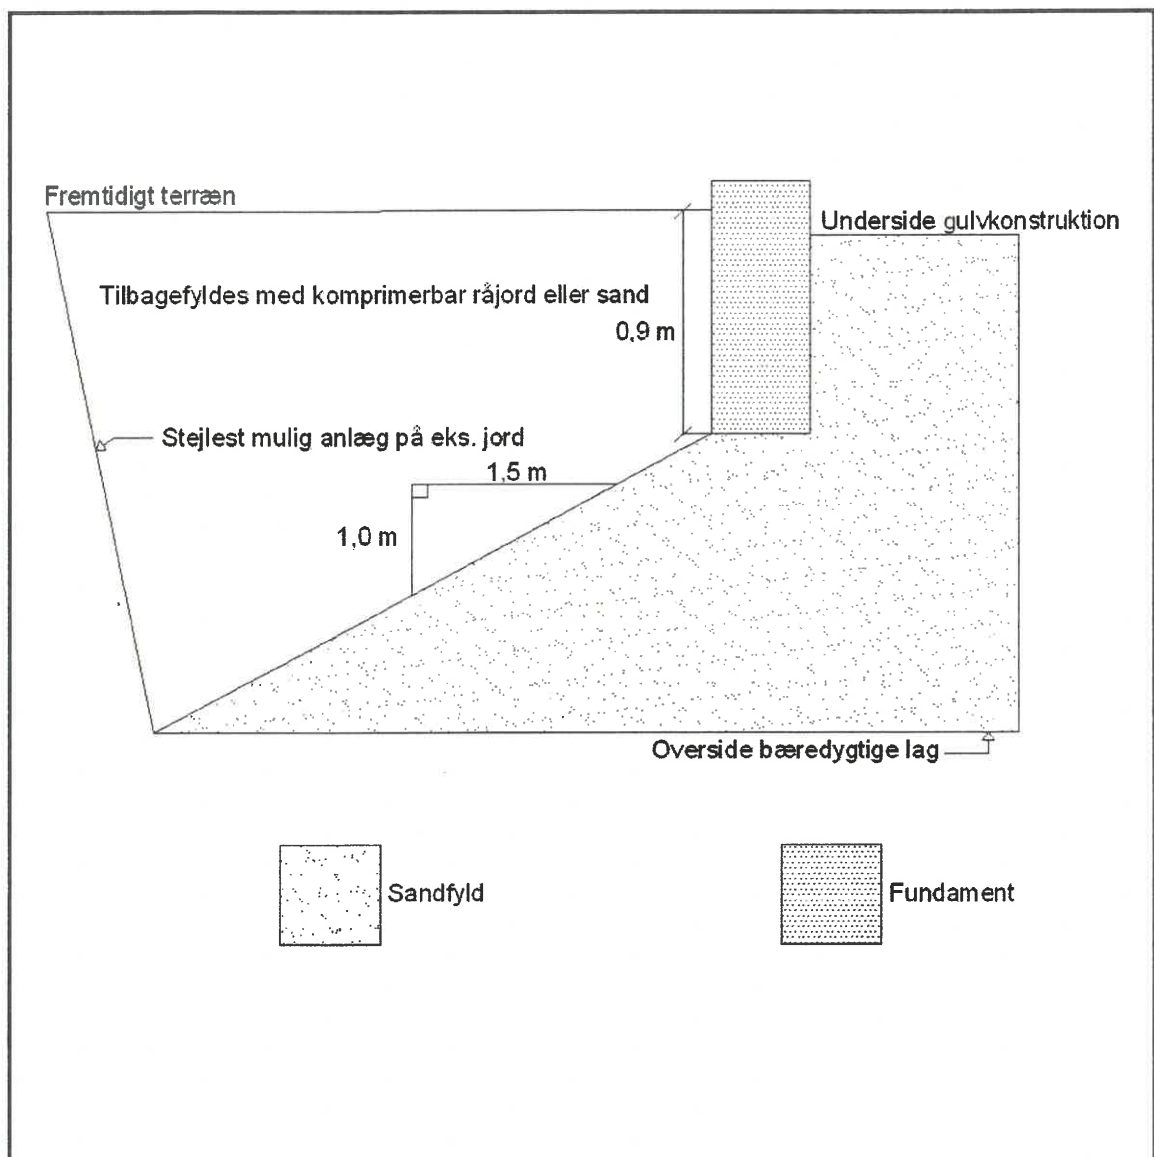 Fremtidigt terræn
Underside gulvkonstruktion
Tilbagefyldes med komprimerbar råjord eller sand
0,9 m
Stejlest mulig anlæg på eks. jord
1,5 m
1,0 m
Overside bæredygtige lag
Sandfyld
Fundament